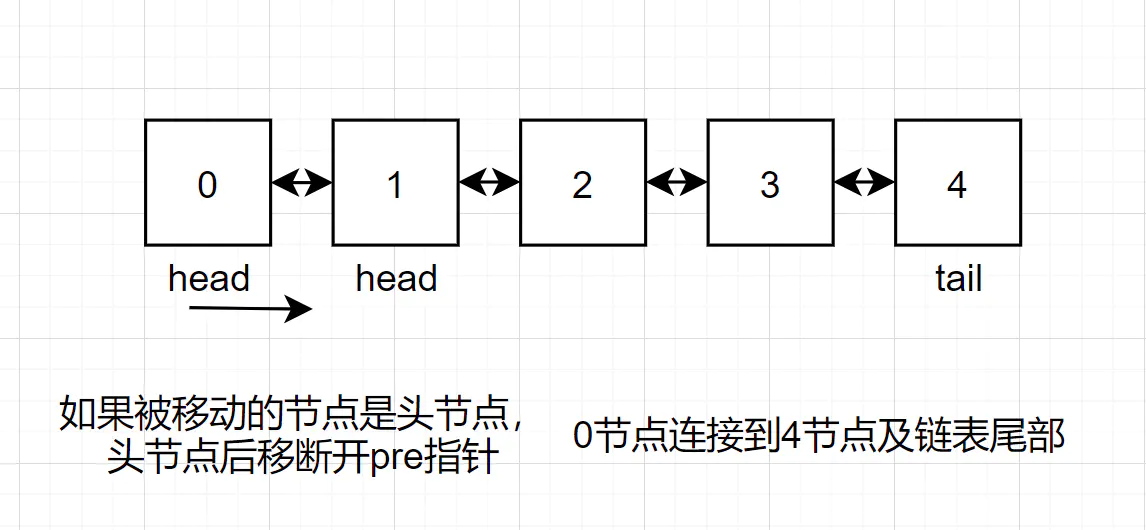 0
1
2
3
4
head
head
tail
如果被移动的节点是头节点，
头节点后移断开pre指针
0节点连接到4节点及链表尾部